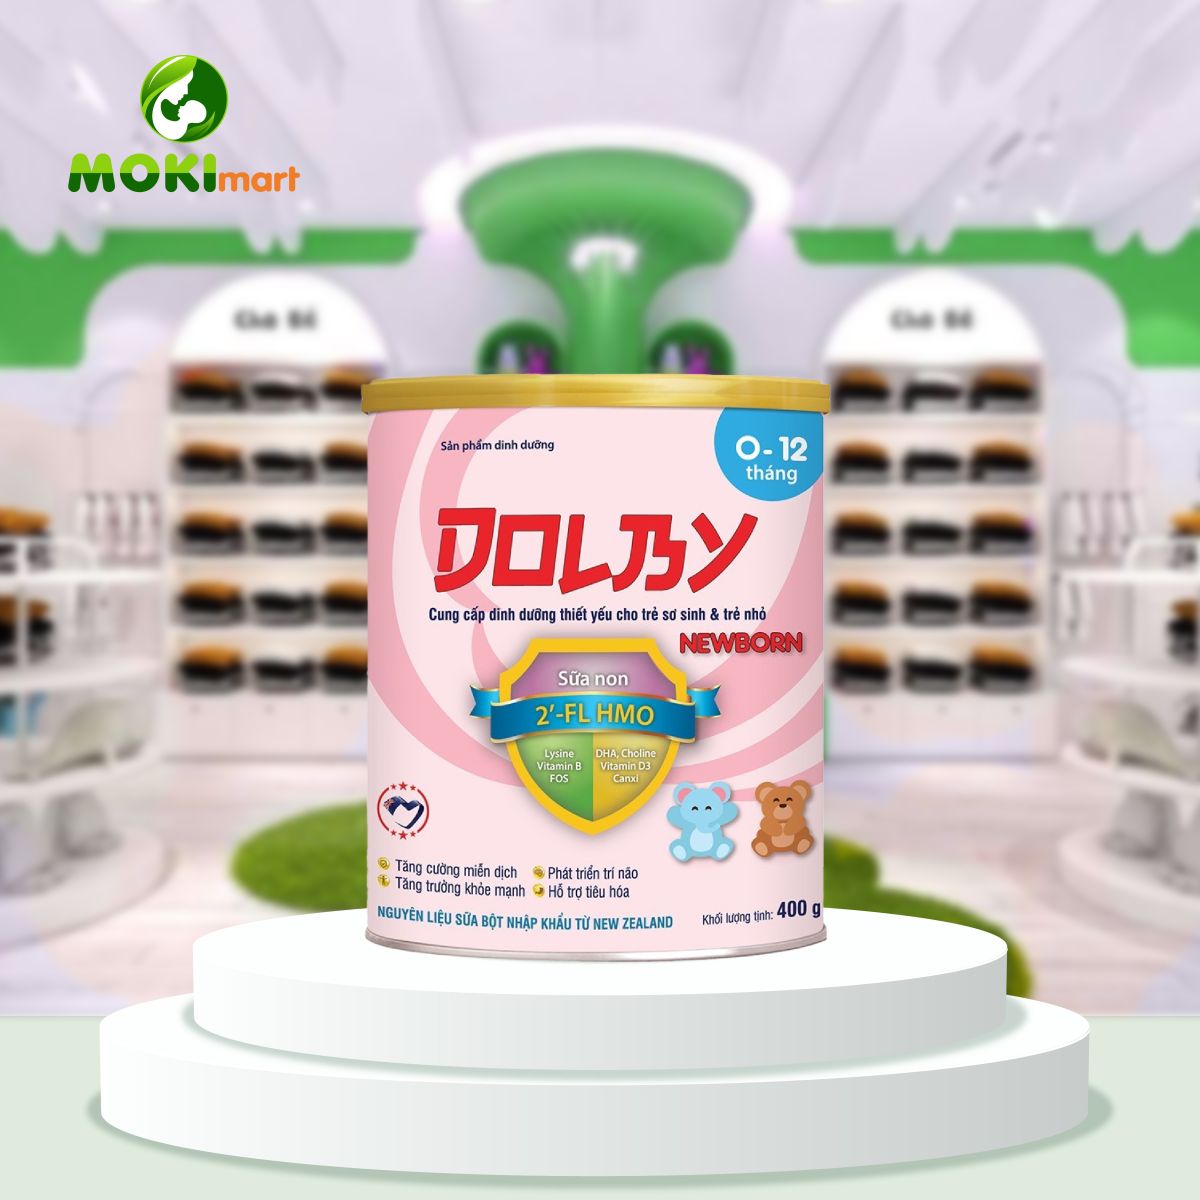 MOKImart
Sản phẩm dinh dưỡng
0-12
tháng
DOLBY
Cung cấp dinh dưỡng thiết yếu cho trẻ sơ sinh & trẻ nhỏ
NEWBORN
Sữa non
2'-FL HMO
Lysine
Vitamin B
FOS
DHA, Choline
Vitamin D3
Canxi
Tăng cường miễn dịch
Phát triển trí não
Tăng trưởng khỏe mạnh
Hỗ trợ tiêu hóa
NGUYÊN LIỆU SỮA BỘT NHẬP KHẨU TỪ NEW ZEALAND
Khối lượng tịnh: 400 g